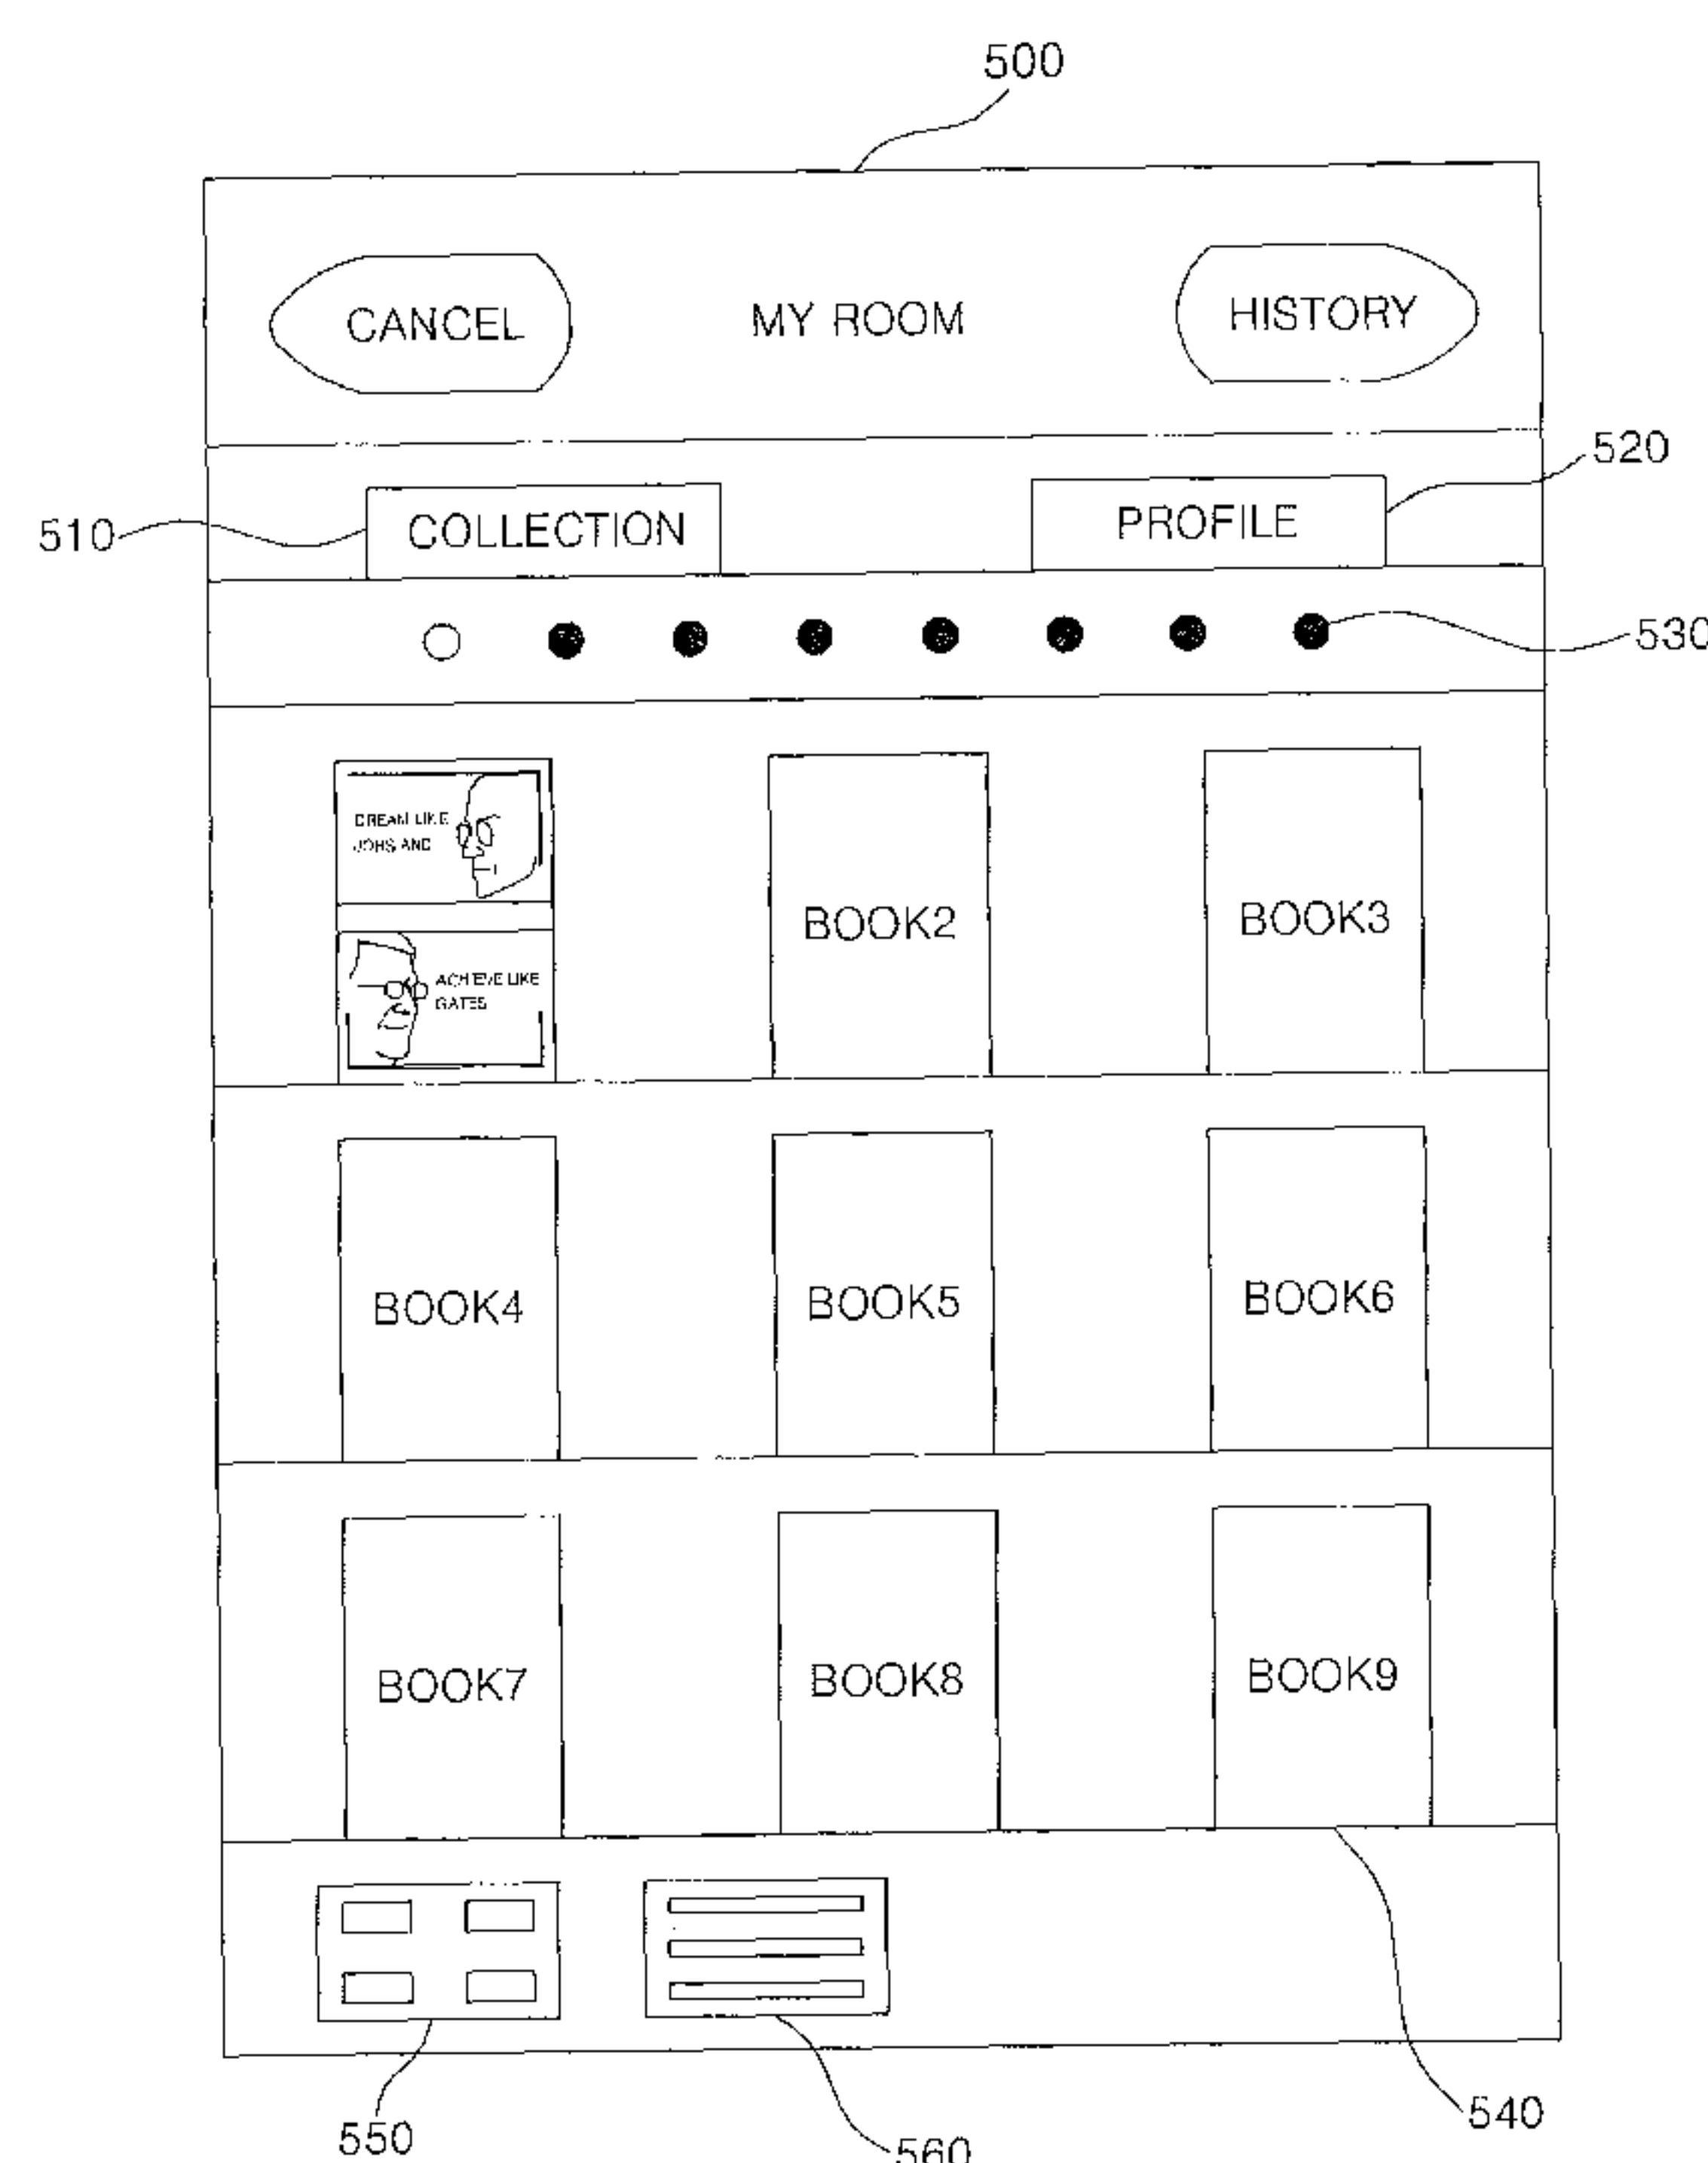 500
CANCEL MY ROOM HISTORY
520
510 COLLECTION PROFILE
530
DREAM LIKE
JOHS AND
ACHIEVE LIKE
GATES
BOOK2 BOOK3
BOOK4 BOOK5 BOOK6
BOOK7 BOOK8 BOOK9
540
550 560